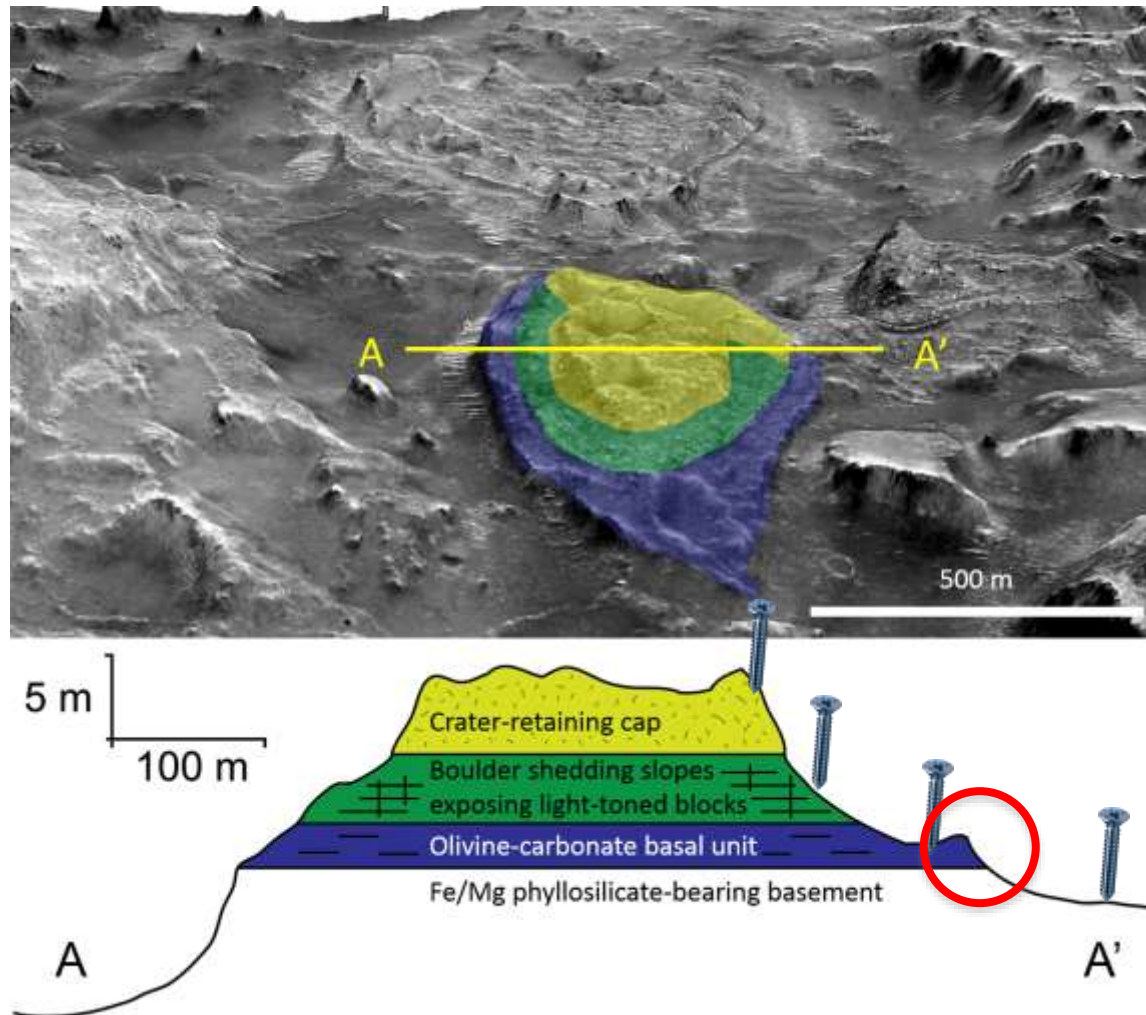 A
A'
500 m
5 m
100 m
Crater-retaining cap
Boulder shedding slopes
exposing light-toned blocks
Olivine-carbonate basal unit
Fe/Mg phyllosilicate-bearing basement
A
A'